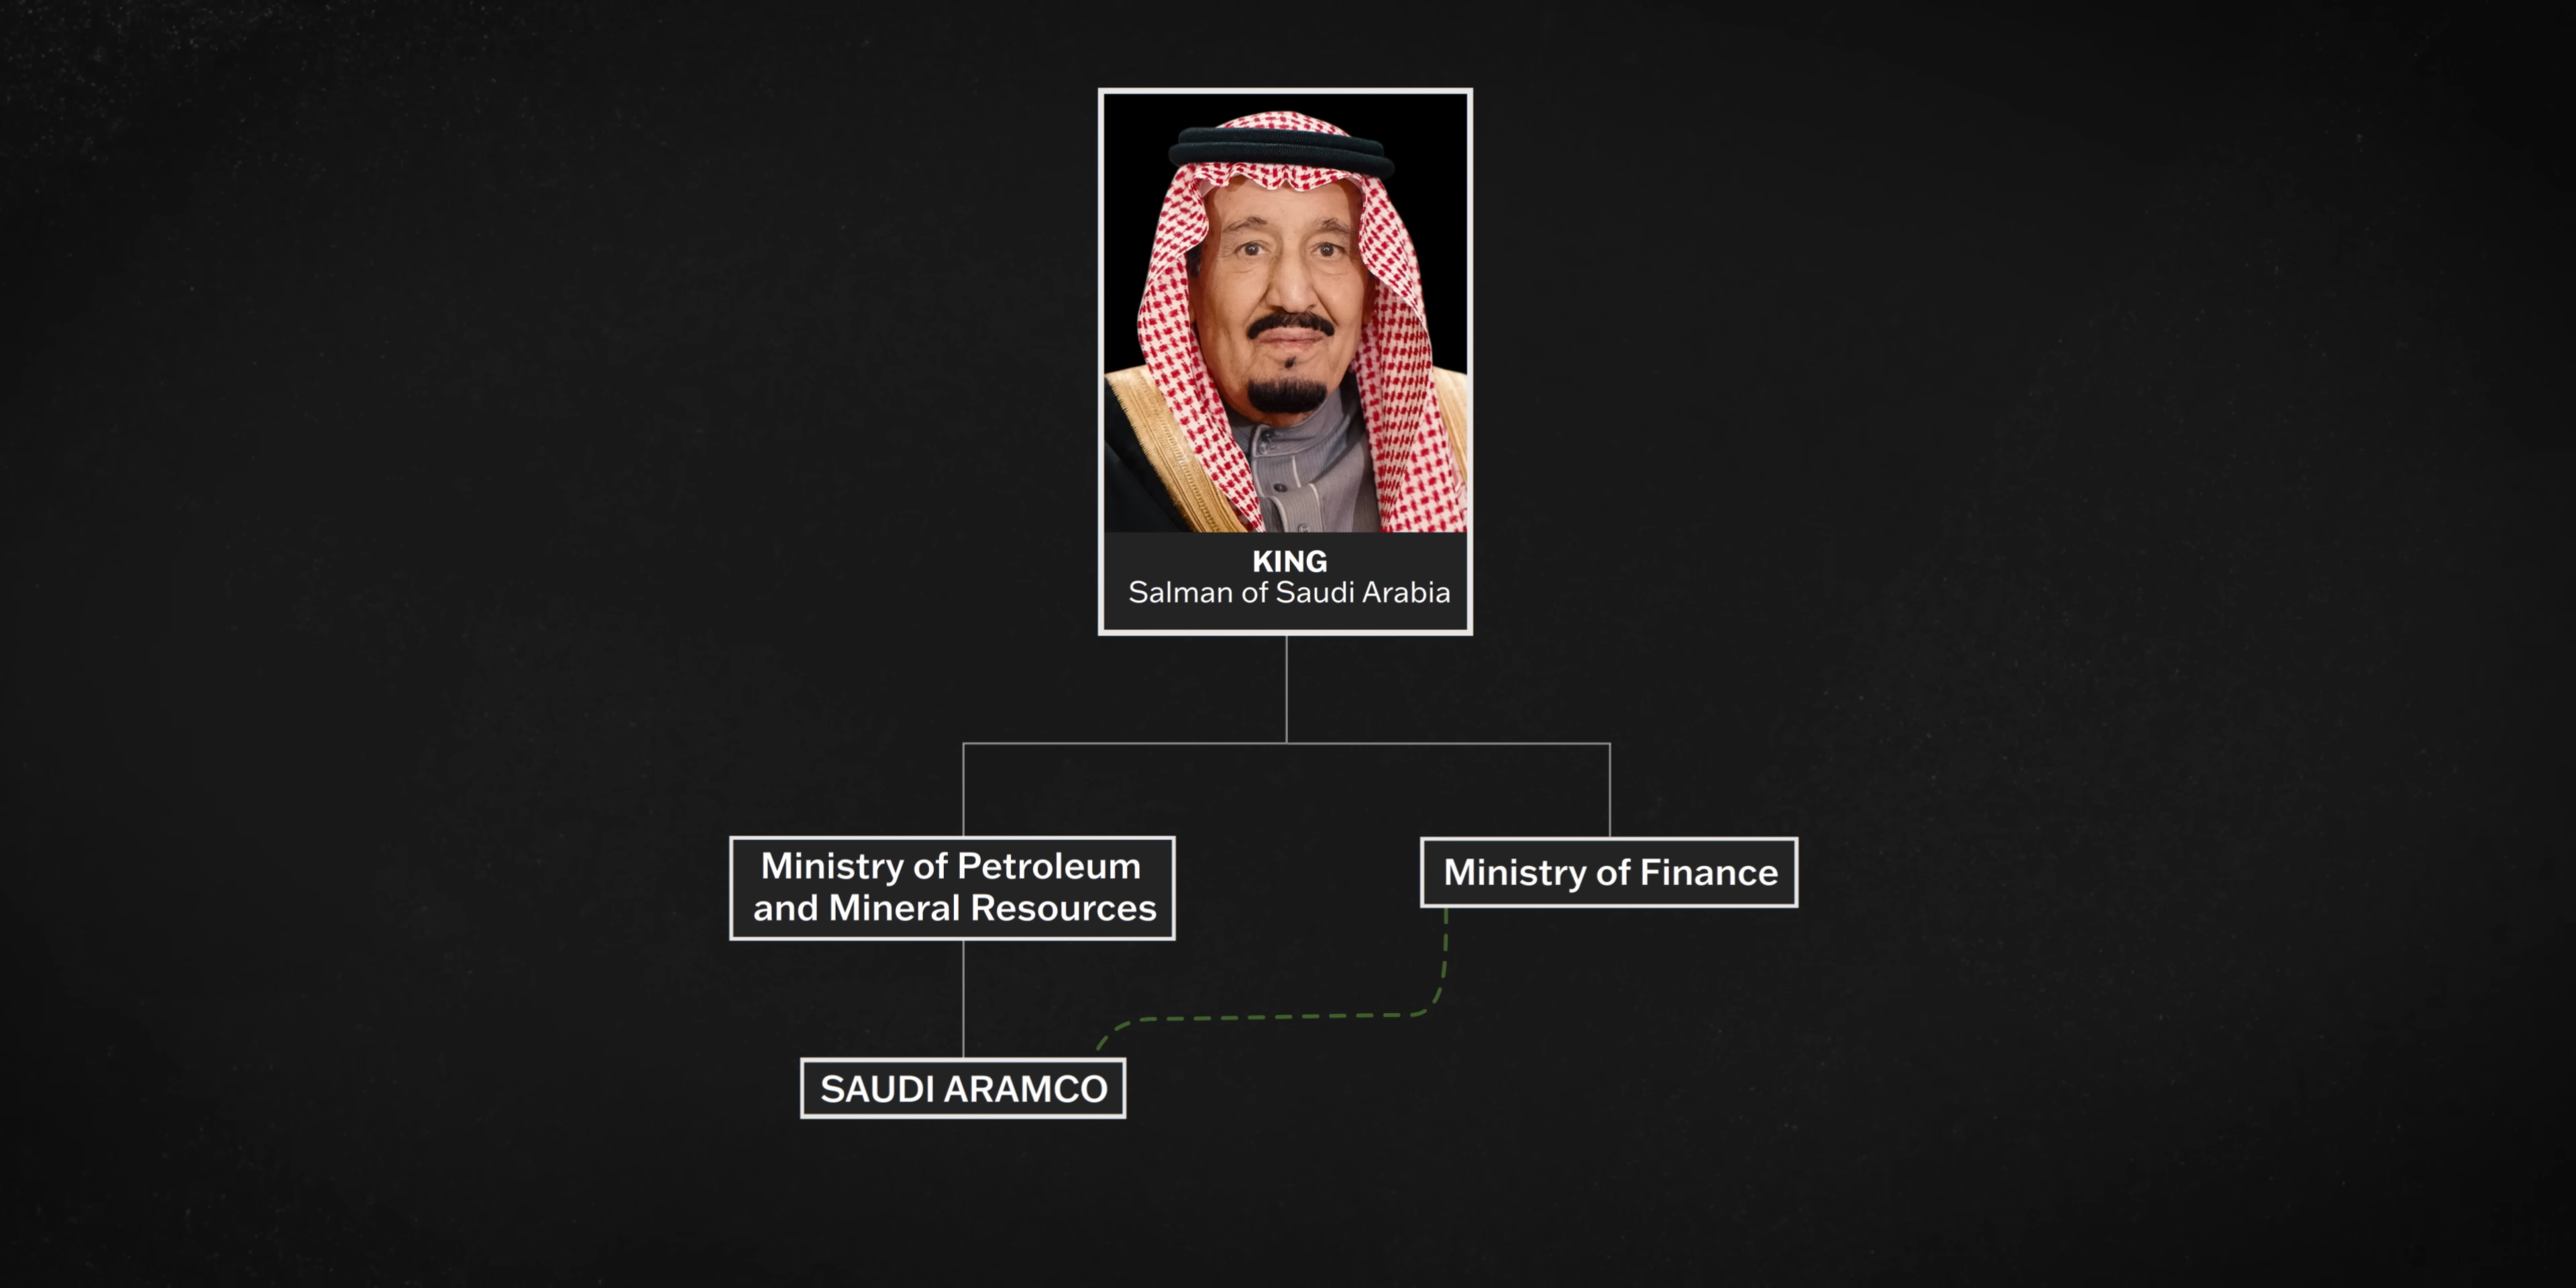 KING
Salman of Saudi Arabia
Ministry of Petroleum
and Mineral Resources
Ministry of Finance
SAUDI ARAMCO